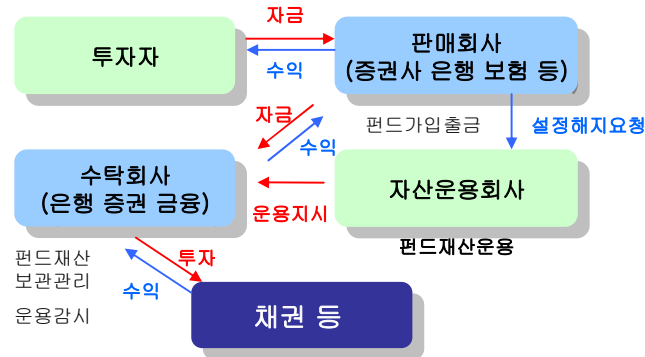 자금
투자자
판매회사
(증권사 은행 보험 등)
수익
자금
수익
펀드가입출금
설정해지요청
수탁회사
(은행 증권 금융)
운용지시
자산운용회사
펀드재산운용
펀드재산
보관관리
운용감시
투자
수익
채권 등